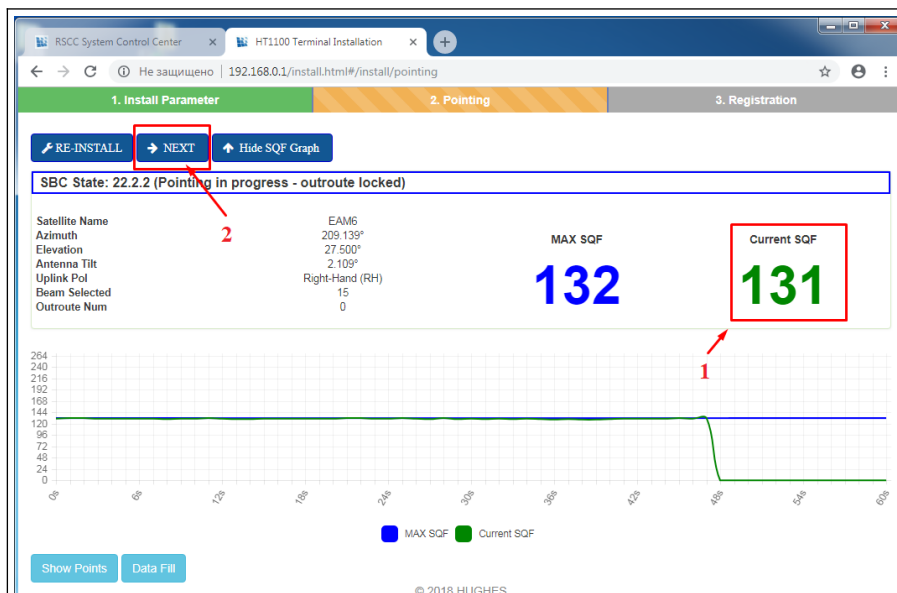 RSCC System Control Center
HT1100 Terminal Installation
Не защищено | 192.168.0.1/install.html#/install/pointing
1. Install Parameter
2. Pointing
3. Registration
RE-INSTALL
NEXT
Hide SQF Graph
SBC State: 22.2.2 (Pointing in progress - outroute locked)
Satellite Name EAM6
Azimuth 209.139°
Elevation 27.500°
Antenna Tilt 2.109°
Uplink Pol Right-Hand (RH)
Beam Selected 15
Outroute Num 0
2
MAX SQF
132
Current SQF
131
1
264
240
216
192
168
144
120
96
72
48
24
0
0s 6s 12s 18s 24s 30s 36s 42s 48s 54s 60s
MAX SQF Current SQF
Show Points
Data Fill
© 2018 HUGHES